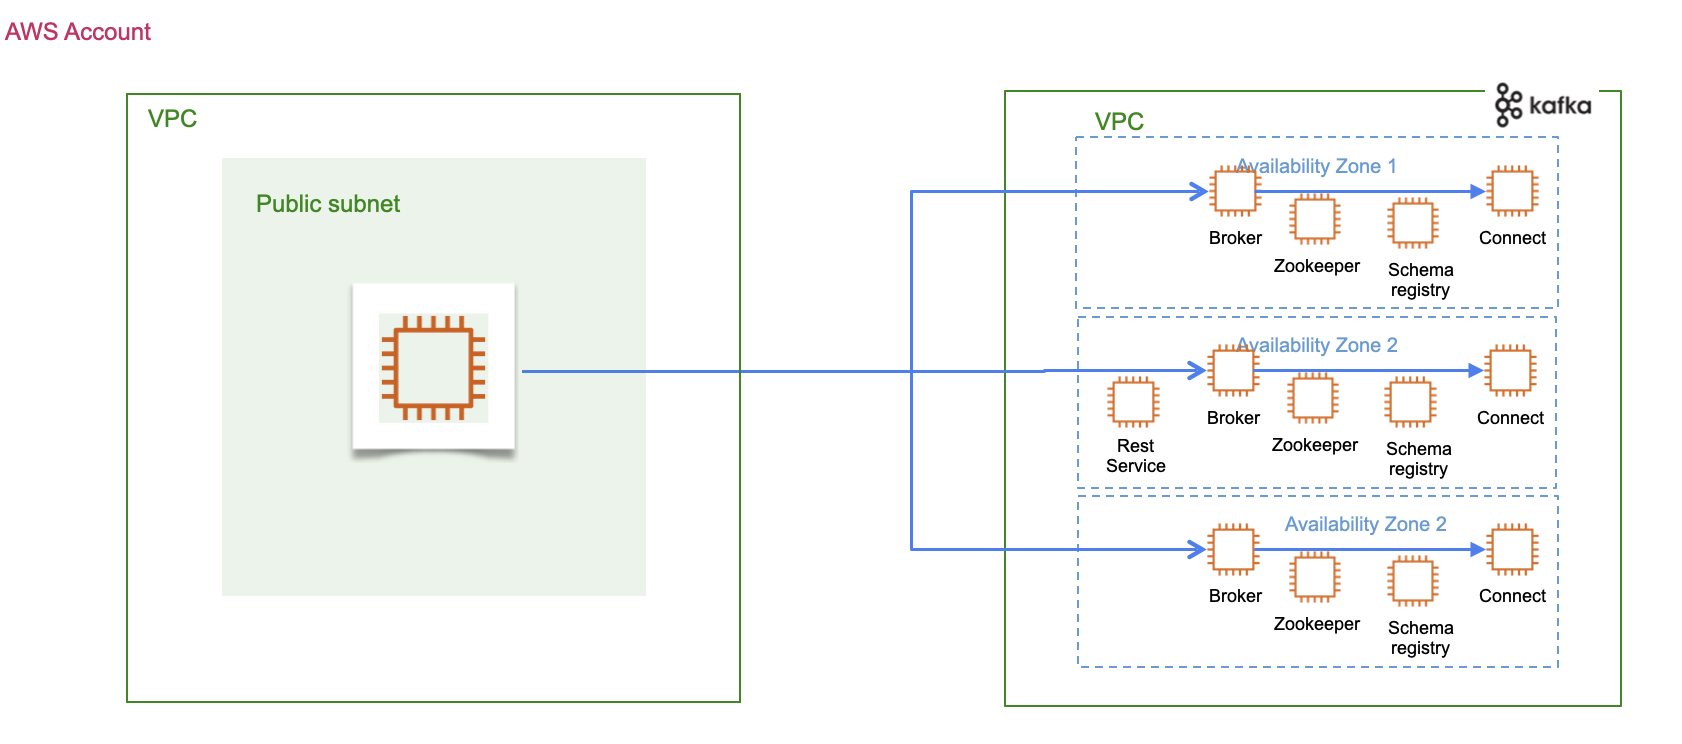 AWS Account
VPC
Public subnet
kafka
VPC
Availability Zone 1
Broker
Zookeeper
Schema
registry
Connect
Availability Zone 2
Rest
Service
Broker
Zookeeper
Schema
registry
Connect
Availability Zone 2
Broker
Zookeeper
Schema
registry
Connect